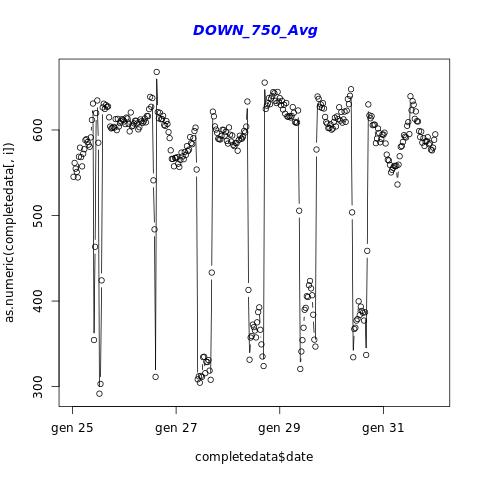 DOWN_750_Avg
as.numeric(completedata[, i])
600
500
400
300
gen 25
gen 27
gen 29
gen 31
completedata$date